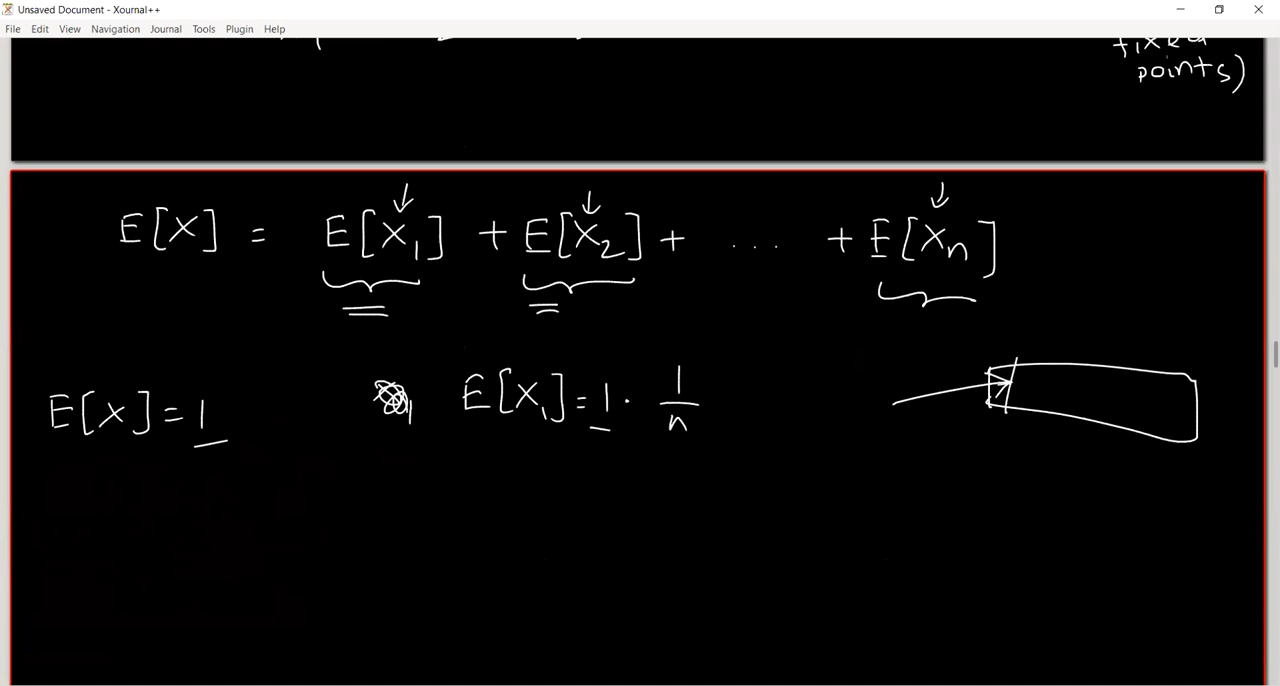 Unsaved Document - Xournal++
File Edit View Navigation Journal Tools Plugin Help
points)
E[X] = E[X₁] + E[X₂] + ... + E[Xₙ]
E[X] = 1
E[X₁] = 1 · 1/n